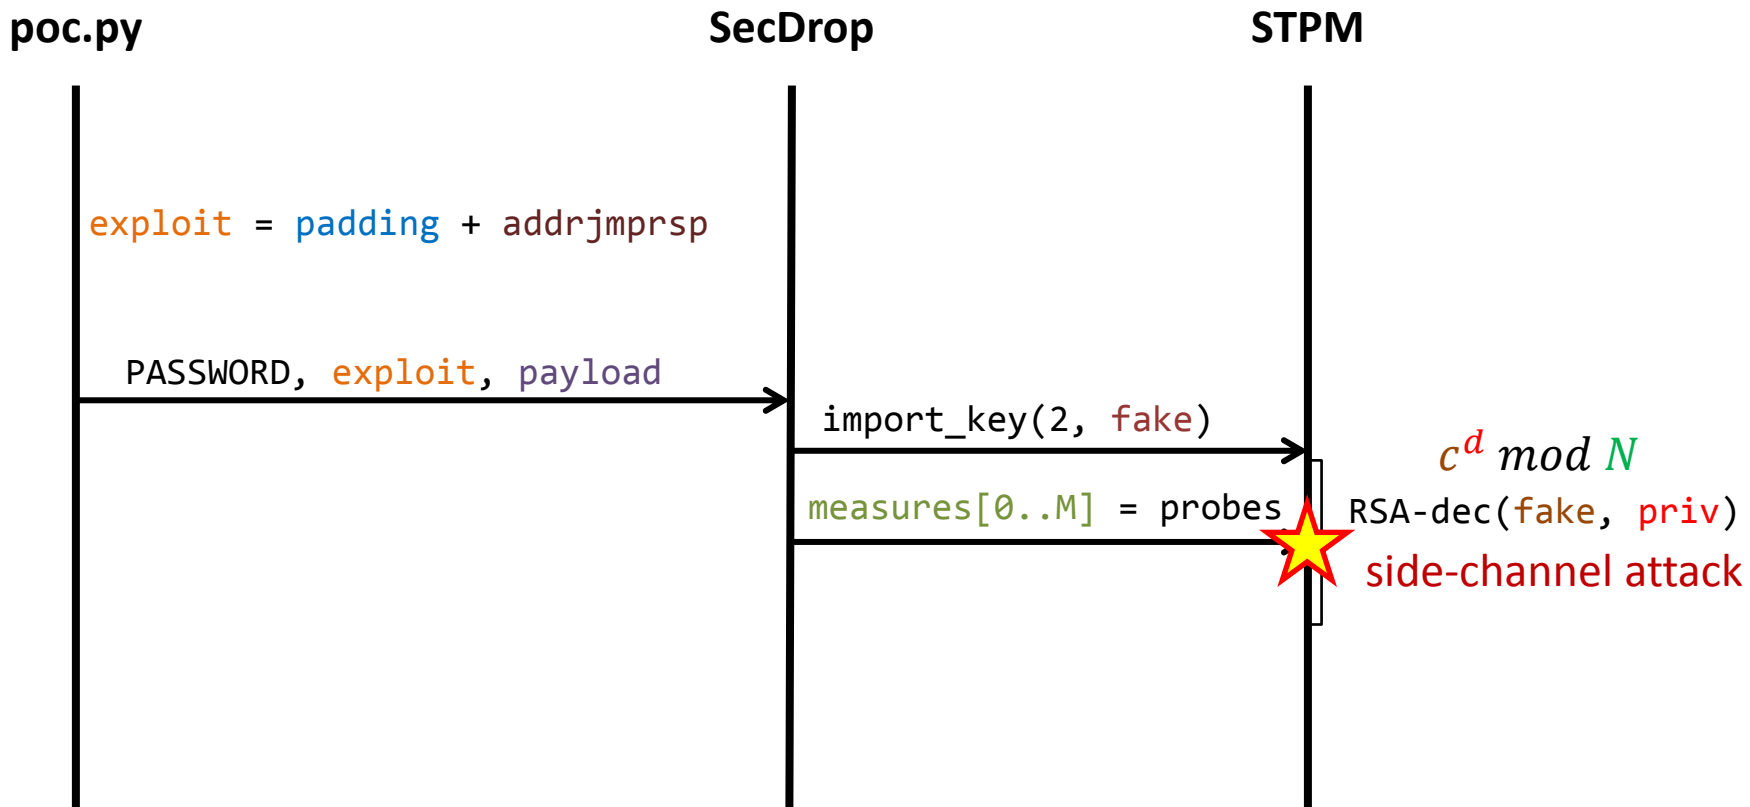 poc.py
SecDrop
STPM
exploit = padding + addrjmprsp
PASSWORD, exploit, payload
import_key(2, fake)
c^d mod N
measures[0..M] = probes
RSA-dec(fake, priv)
side-channel attack